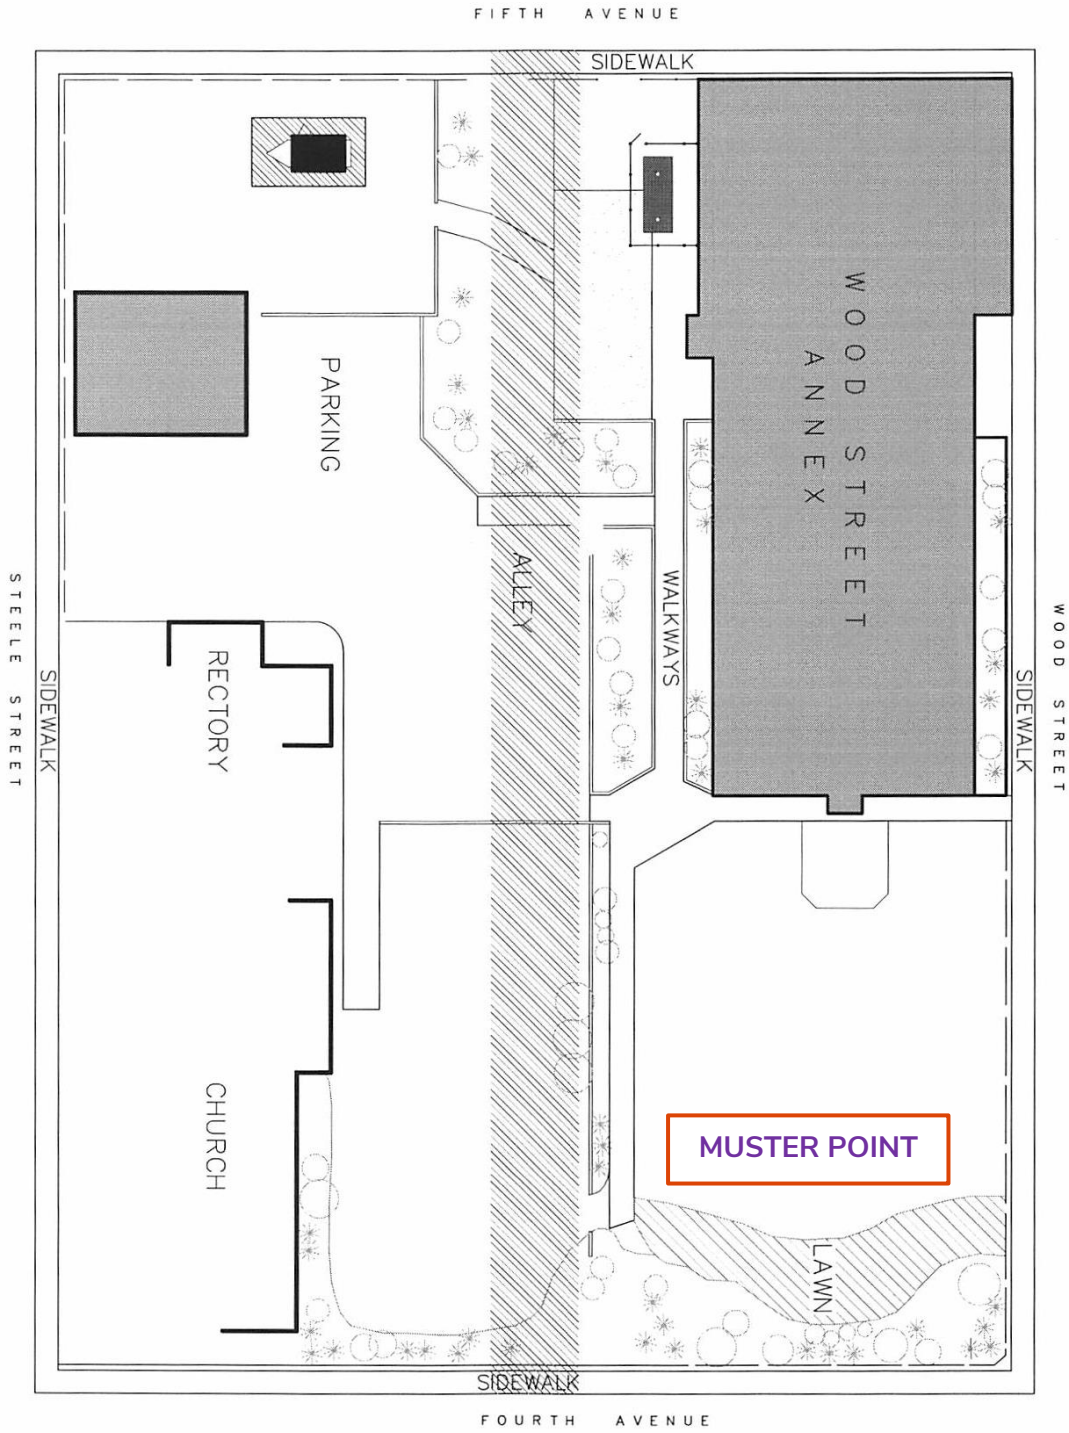 FIFTH AVENUE
SIDEWALK
WOOD STREET
ANNEX
PARKING
ALLEY
WALKWAYS
RECTORY
STEELE STREET
SIDEWALK
SIDEWALK
WOOD STREET
CHURCH
MUSTER POINT
LAWN
SIDEWALK
FOURTH AVENUE